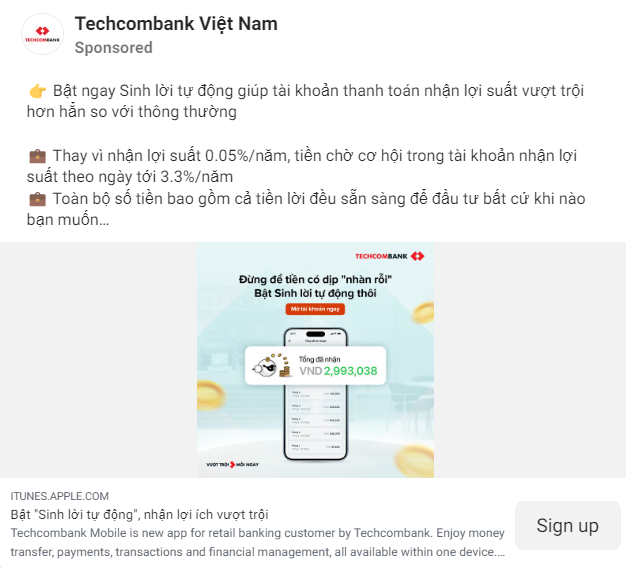 TECHCOMBANK
Techcombank Việt Nam
Sponsored
👉 Bật ngay Sinh lời tự động giúp tài khoản thanh toán nhận lợi suất vượt trội
hơn hẳn so với thông thường
💼 Thay vì nhận lợi suất 0.05%/năm, tiền chờ cơ hội trong tài khoản nhận lợi
suất theo ngày tới 3.3%/năm
💼 Toàn bộ số tiền bao gồm cả tiền lời đều sẵn sàng để đầu tư bất cứ khi nào
bạn muốn…
TECHCOMBANK
Đừng để tiền có dịp "nhàn rỗi"
Bật Sinh lời tự động thôi
Mở tài khoản ngay
Tổng đã nhận
VND 2,993,038
VƯỢT TRỘI MỖI NGÀY
ITUNES.APPLE.COM
Bật "Sinh lời tự động", nhận lợi ích vượt trội
Techcombank Mobile is new app for retail banking customer by Techcombank. Enjoy money
transfer, payments, transactions and financial management, all available within one device....
Sign up